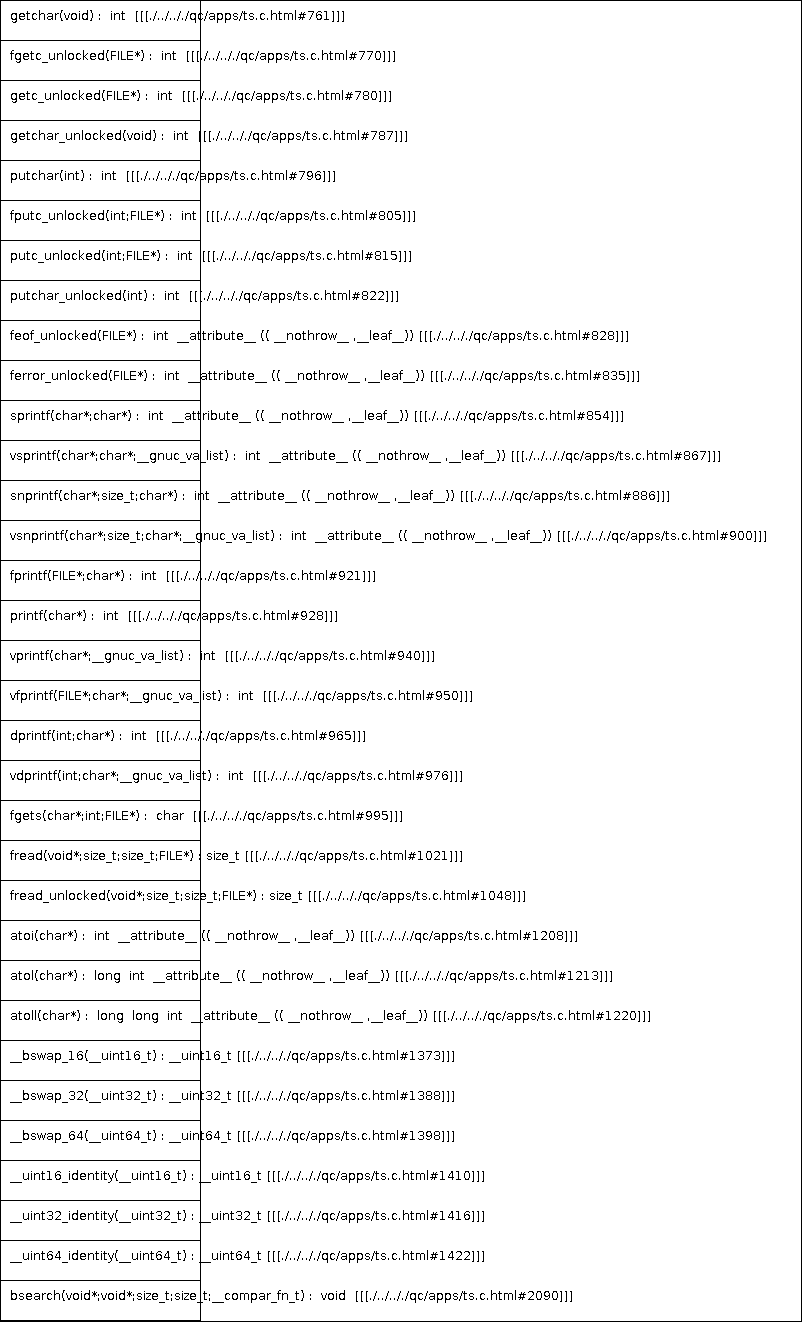 getchar(void) : int [[[./../.././qc/apps/ts.c.html#761]]]
fgetc_unlocked(FILE*) : int [[[./../.././qc/apps/ts.c.html#770]]]
getc_unlocked(FILE*) : int [[[./../.././qc/apps/ts.c.html#780]]]
getchar_unlocked(void) : int [[[./../.././qc/apps/ts.c.html#787]]]
putchar(int) : int [[[./../.././qc/apps/ts.c.html#796]]]
fputc_unlocked(int;FILE*) : int [[[./../.././qc/apps/ts.c.html#805]]]
putc_unlocked(int;FILE*) : int [[[./../.././qc/apps/ts.c.html#815]]]
putchar_unlocked(int) : int [[[./../.././qc/apps/ts.c.html#822]]]
feof_unlocked(FILE*) : int __attribute__ (( __nothrow__ ,__leaf__)) [[[./../.././qc/apps/ts.c.html#828]]]
ferror_unlocked(FILE*) : int __attribute__ (( __nothrow__ ,__leaf__)) [[[./../.././qc/apps/ts.c.html#835]]]
sprintf(char*;char*) : int __attribute__ (( __nothrow__ ,__leaf__)) [[[./../.././qc/apps/ts.c.html#854]]]
vsprintf(char*;char*;__gnuc_va_list) : int __attribute__ (( __nothrow__ ,__leaf__)) [[[./../.././qc/apps/ts.c.html#867]]]
snprintf(char*;size_t;char*) : int __attribute__ (( __nothrow__ ,__leaf__)) [[[./../.././qc/apps/ts.c.html#886]]]
vsnprintf(char*;size_t;char*;__gnuc_va_list) : int __attribute__ (( __nothrow__ ,__leaf__)) [[[./../.././qc/apps/ts.c.html#900]]]
fprintf(FILE*;char*) : int [[[./../.././qc/apps/ts.c.html#921]]]
printf(char*) : int [[[./../.././qc/apps/ts.c.html#928]]]
vprintf(char*;__gnuc_va_list) : int [[[./../.././qc/apps/ts.c.html#940]]]
vfprintf(FILE*;char*;__gnuc_va_list) : int [[[./../.././qc/apps/ts.c.html#950]]]
dprintf(int;char*) : int [[[./../.././qc/apps/ts.c.html#965]]]
vdprintf(int;char*;__gnuc_va_list) : int [[[./../.././qc/apps/ts.c.html#976]]]
fgets(char*;int;FILE*) : char [[[./../.././qc/apps/ts.c.html#995]]]
fread(void*;size_t;size_t;FILE*) : size_t [[[./../.././qc/apps/ts.c.html#1021]]]
fread_unlocked(void*;size_t;size_t;FILE*) : size_t [[[./../.././qc/apps/ts.c.html#1048]]]
atoi(char*) : int __attribute__ (( __nothrow__ ,__leaf__)) [[[./../.././qc/apps/ts.c.html#1208]]]
atol(char*) : long int __attribute__ (( __nothrow__ ,__leaf__)) [[[./../.././qc/apps/ts.c.html#1213]]]
atoll(char*) : long long int __attribute__ (( __nothrow__ ,__leaf__)) [[[./../.././qc/apps/ts.c.html#1220]]]
__bswap_16(__uint16_t) : __uint16_t [[[./../.././qc/apps/ts.c.html#1373]]]
__bswap_32(__uint32_t) : __uint32_t [[[./../.././qc/apps/ts.c.html#1388]]]
__bswap_64(__uint64_t) : __uint64_t [[[./../.././qc/apps/ts.c.html#1398]]]
__uint16_identity(__uint16_t) : __uint16_t [[[./../.././qc/apps/ts.c.html#1410]]]
__uint32_identity(__uint32_t) : __uint32_t [[[./../.././qc/apps/ts.c.html#1416]]]
__uint64_identity(__uint64_t) : __uint64_t [[[./../.././qc/apps/ts.c.html#1422]]]
bsearch(void*;void*;size_t;size_t;__compar_fn_t) : void [[[./../.././qc/apps/ts.c.html#2090]]]